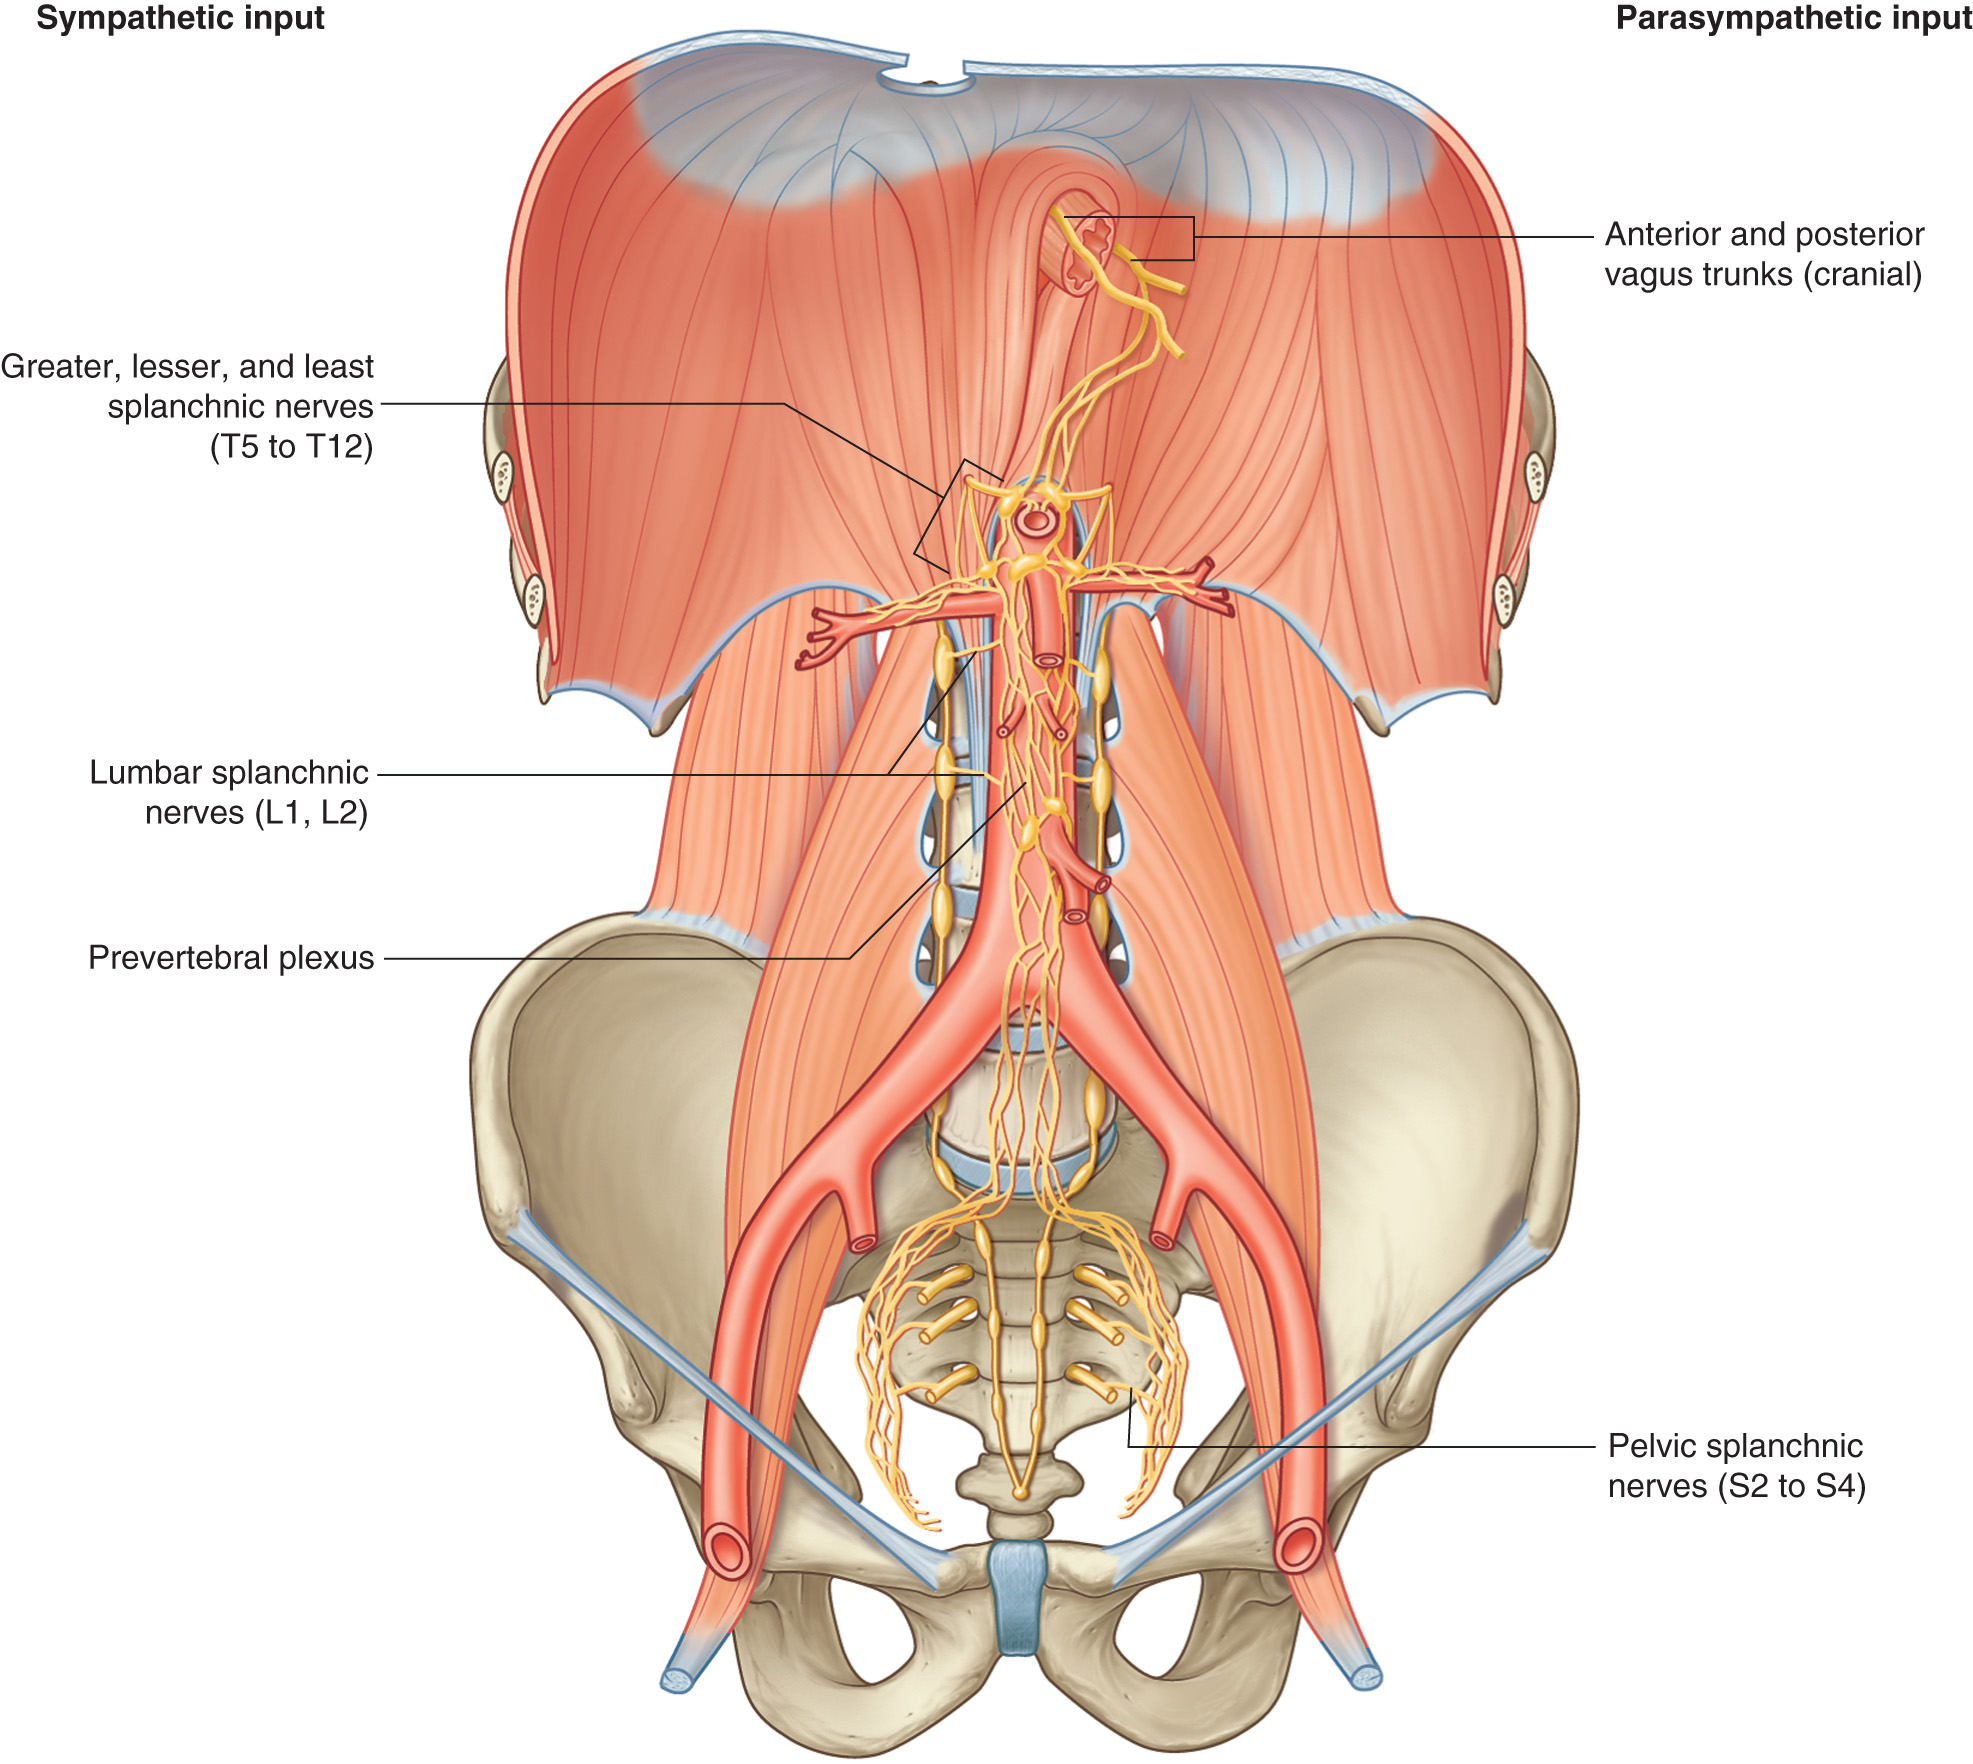 Sympathetic input
Parasympathetic input
Anterior and posterior
vagus trunks (cranial)
Greater, lesser, and least
splanchnic nerves
(T5 to T12)
Lumbar splanchnic
nerves (L1, L2)
Prevertebral plexus
Pelvic splanchnic
nerves (S2 to S4)